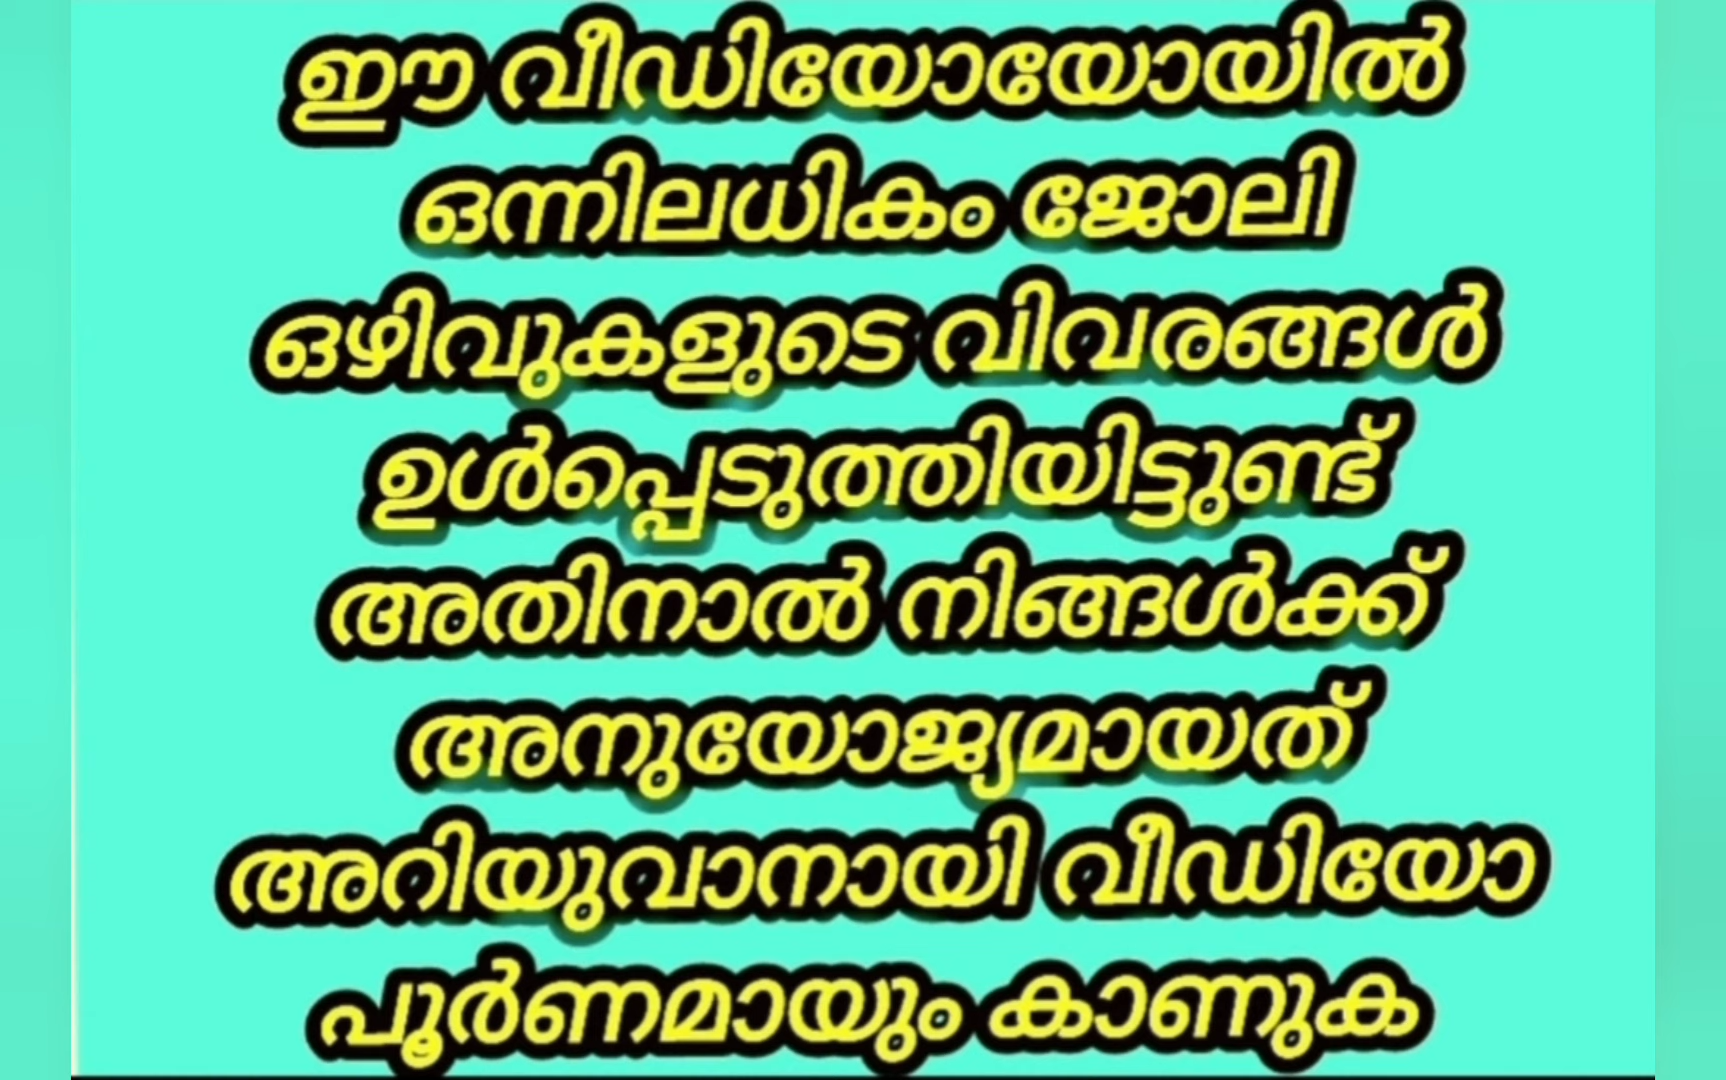 ഈ വീഡിയോയോയിൽ
ഒന്നിലധികം ജോലി
ഒഴിവുകളുടെ വിവരങ്ങൾ
ഉൾപ്പെടുത്തിയിട്ടുണ്ട്
അതിനാൽ നിങ്ങൾക്ക്
അനുയോജ്യമായത്
അറിയുവാനായി വീഡിയോ
പൂർണമായും കാണുക